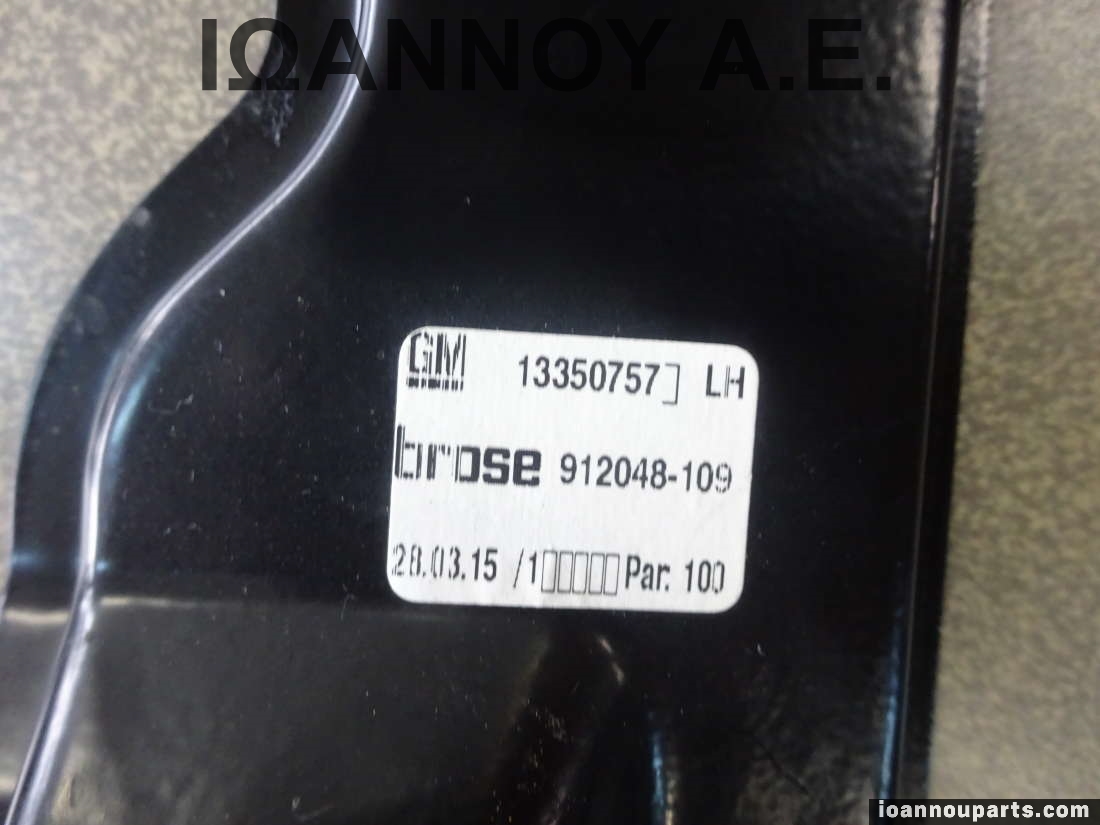 ΙΩΑΝΝΟΥ Α.Ε.
GM 13350757 LH
brose 912048-109
28.03.15 /1□□□□□ Par. 100
ioannouparts.com